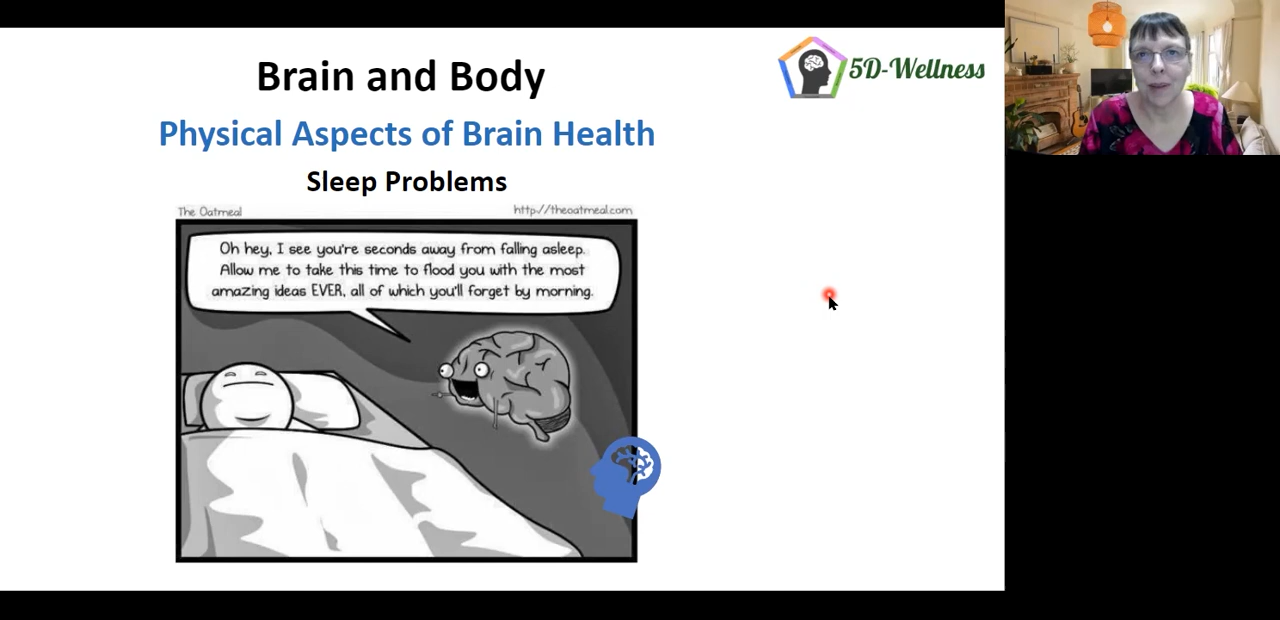 Brain and Body
5D-Wellness
Physical Aspects of Brain Health
Sleep Problems
The Oatmeal
http://theoatmeal.com
Oh hey, I see you're seconds away from falling asleep.
Allow me to take this time to flood you with the most
amazing ideas EVER, all of which you'll forget by morning.